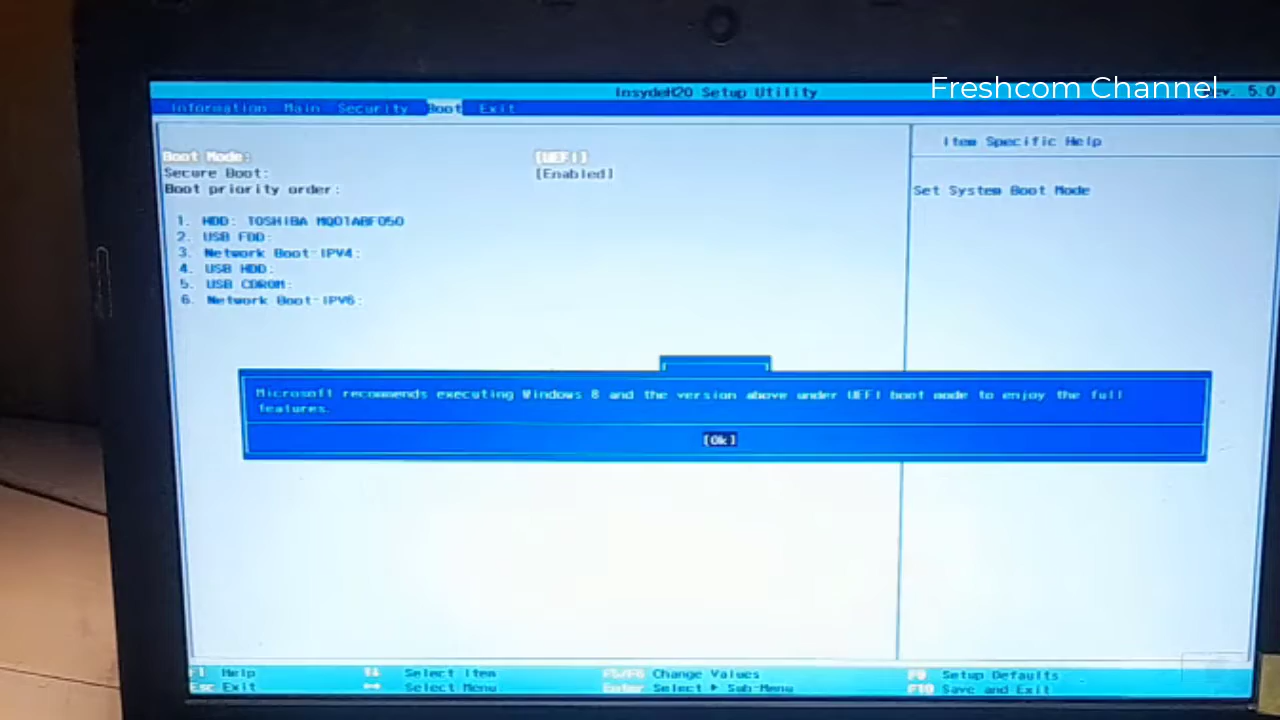 Freshcom Channel
InsydeH20 Setup Utility
ev. 5.0
Information Main Security Boot Exit
Item Specific Help
Boot Mode: [UEFI]
Secure Boot: [Enabled]
Boot priority order:
Set System Boot Mode
1. HDD: TOSHIBA MQ01ABF050
2. USB FDD:
3. Network Boot-IPV4:
4. USB HDD:
5. USB CDROM:
6. Network Boot-IPV6:
Microsoft recommends executing Windows 8 and the version above under UEFI boot mode to enjoy the full
features.
[Ok]
F1 Help ↑↓ Select Item F5/F6 Change Values F9 Setup Defaults
Esc Exit ↔ Select Menu Enter Select ▶ Sub-Menu F10 Save and Exit